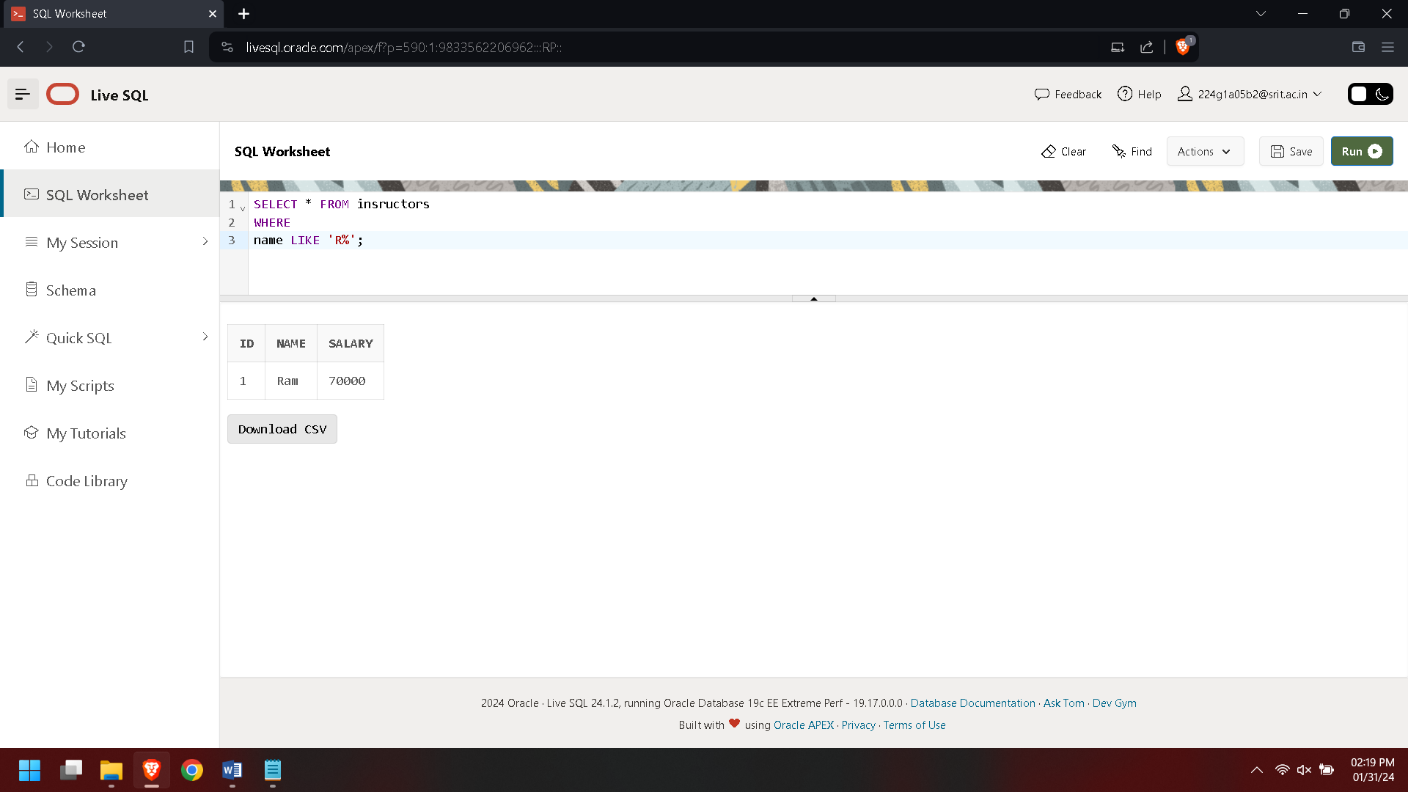 SQL Worksheet
livesql.oracle.com/apex/f?p=590:1:9833562206962:::RP::
1
Live SQL
Feedback
Help
224g1a05b2@srit.ac.in
Home
SQL Worksheet
My Session
Schema
Quick SQL
My Scripts
My Tutorials
Code Library
SQL Worksheet
Clear
Find
Actions
Save
Run
1 SELECT * FROM insructors
2 WHERE
3 name LIKE 'R%';
ID NAME SALARY
1 Ram 70000
Download CSV
2024 Oracle · Live SQL 24.1.2, running Oracle Database 19c EE Extreme Perf - 19.17.0.0.0 · Database Documentation · Ask Tom · Dev Gym
Built with ❤ using Oracle APEX · Privacy · Terms of Use
02:19 PM
01/31/24